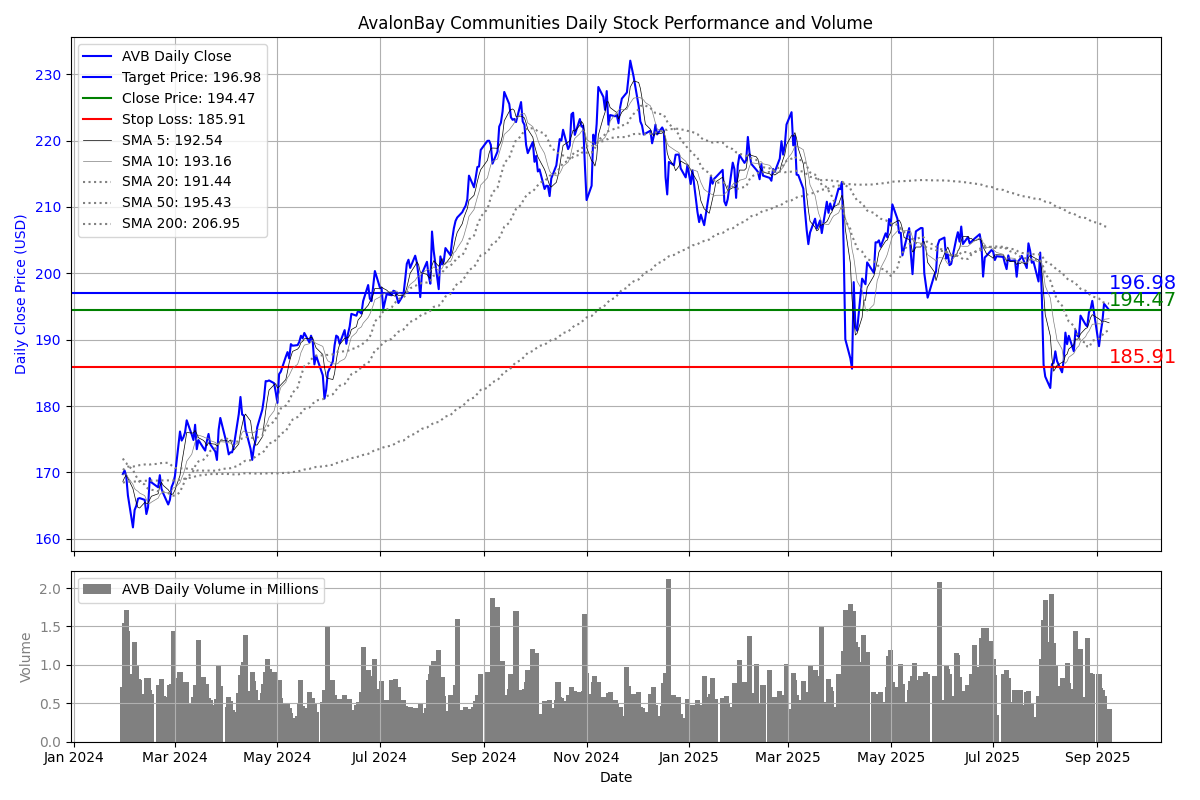 AvalonBay Communities Daily Stock Performance and Volume
AVB Daily Close
Target Price: 196.98
Close Price: 194.47
Stop Loss: 185.91
SMA 5: 192.54
SMA 10: 193.16
SMA 20: 191.44
SMA 50: 195.43
SMA 200: 206.95
Daily Close Price (USD)
230
220
210
200
190
180
170
160
196.98
194.47
185.91
AVB Daily Volume in Millions
Volume
2.0
1.5
1.0
0.5
0.0
Jan 2024 Mar 2024 May 2024 Jul 2024 Sep 2024 Nov 2024 Jan 2025 Mar 2025 May 2025 Jul 2025 Sep 2025
Date